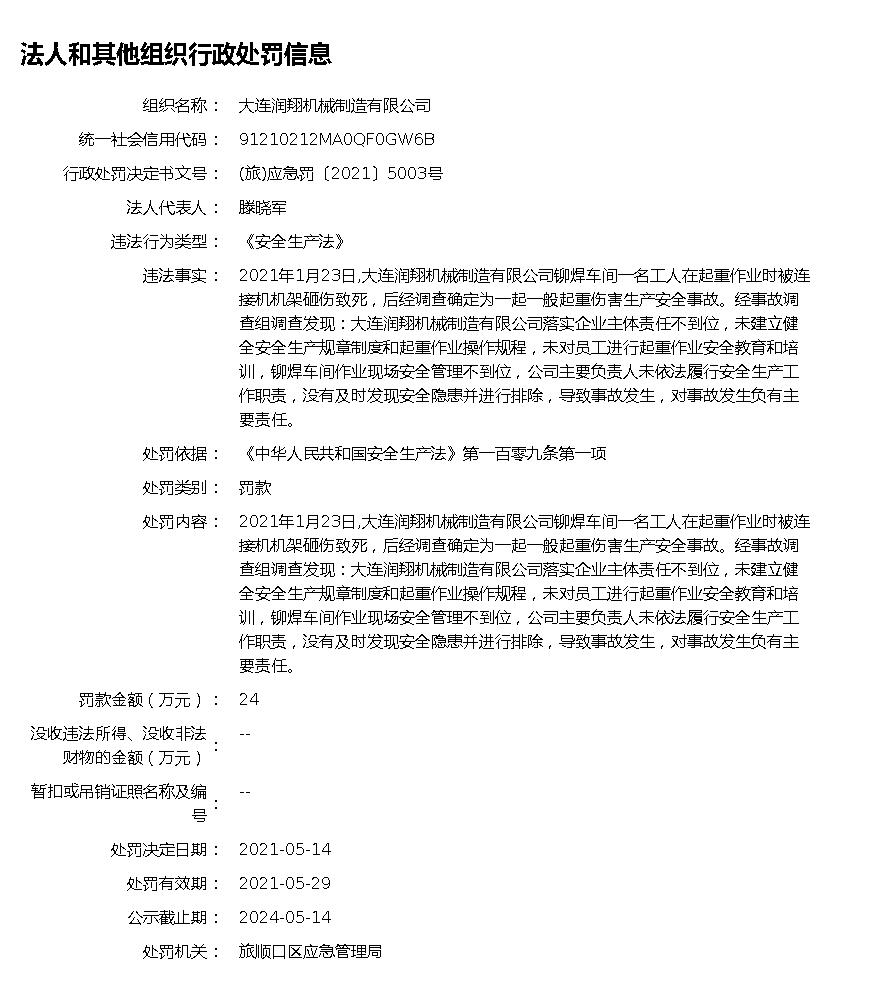 法人和其他组织行政处罚信息
组织名称： 大连润翔机械制造有限公司
统一社会信用代码： 91210212MA0QF0GW6B
行政处罚决定书文号： (旅)应急罚〔2021〕5003号
法人代表人： 滕晓军
违法行为类型： 《安全生产法》
违法事实： 2021年1月23日,大连润翔机械制造有限公司铆焊车间一名工人在起重作业时被连
接机机架砸伤致死，后经调查确定为一起一般起重伤害生产安全事故。经事故调
查组调查发现：大连润翔机械制造有限公司落实企业主体责任不到位，未建立健
全安全生产规章制度和起重作业操作规程，未对员工进行起重作业安全教育和培
训，铆焊车间作业现场安全管理不到位，公司主要负责人未依法履行安全生产工
作职责，没有及时发现安全隐患并进行排除，导致事故发生，对事故发生负有主
要责任。
处罚依据： 《中华人民共和国安全生产法》第一百零九条第一项
处罚类别： 罚款
处罚内容： 2021年1月23日,大连润翔机械制造有限公司铆焊车间一名工人在起重作业时被连
接机机架砸伤致死，后经调查确定为一起一般起重伤害生产安全事故。经事故调
查组调查发现：大连润翔机械制造有限公司落实企业主体责任不到位，未建立健
全安全生产规章制度和起重作业操作规程，未对员工进行起重作业安全教育和培
训，铆焊车间作业现场安全管理不到位，公司主要负责人未依法履行安全生产工
作职责，没有及时发现安全隐患并进行排除，导致事故发生，对事故发生负有主
要责任。
罚款金额（万元）： 24
没收违法所得、没收非法
财物的金额（万元）： --
暂扣或吊销证照名称及编
号： --
处罚决定日期： 2021-05-14
处罚有效期： 2021-05-29
公示截止期： 2024-05-14
处罚机关： 旅顺口区应急管理局